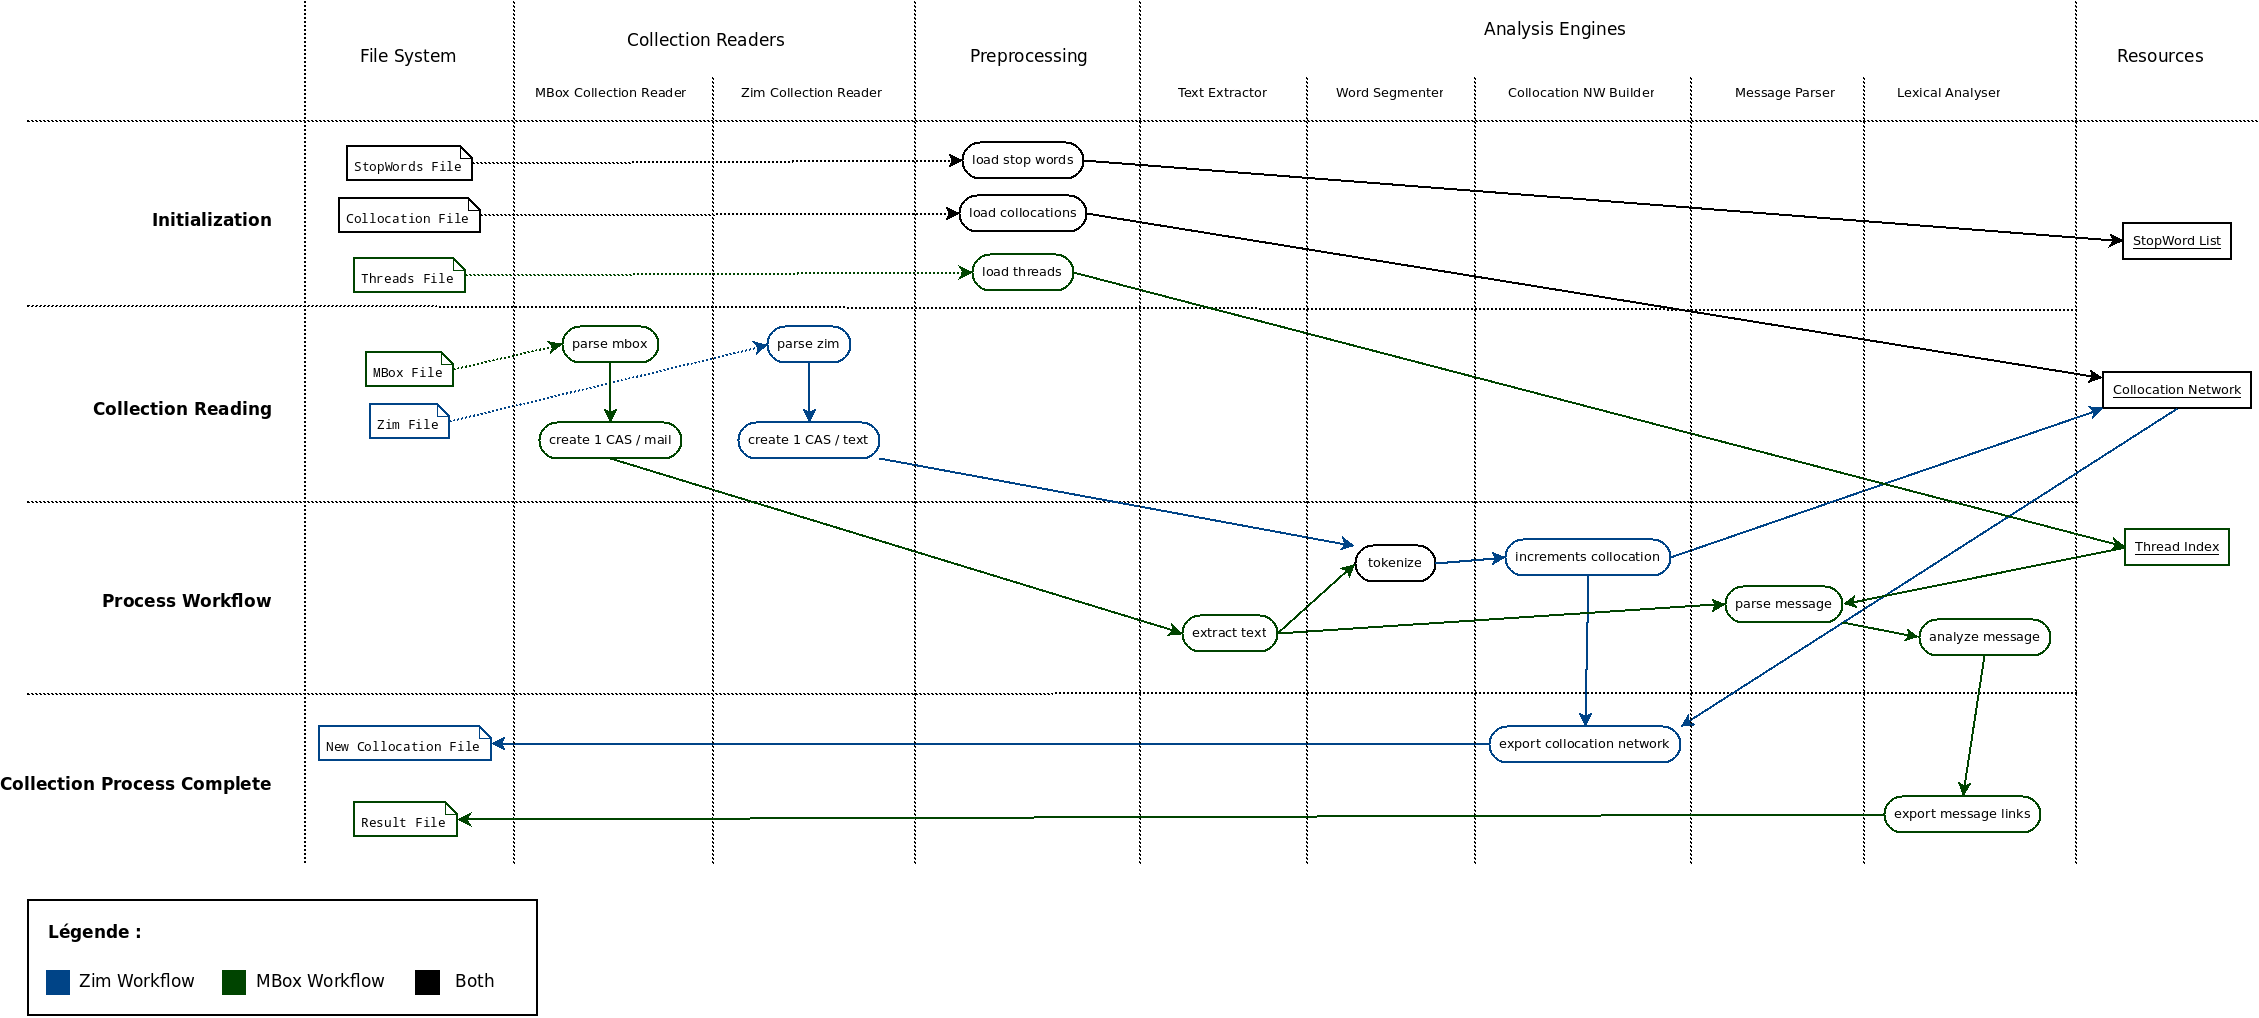 File System
Collection Readers
Preprocessing
Analysis Engines
Resources
MBox Collection Reader
Zim Collection Reader
Text Extractor
Word Segmenter
Collocation NW Builder
Message Parser
Lexical Analyser
Initialization
StopWords File
load stop words
StopWord List
Collocation File
load collocations
Threads File
load threads
Collection Reading
MBox File
parse mbox
parse zim
Collocation Network
Zim File
create 1 CAS / mail
create 1 CAS / text
Process Workflow
tokenize
increments collocation
Thread Index
extract text
parse message
analyze message
Collection Process Complete
New Collocation File
export collocation network
Result File
export message links
Légende :
Zim Workflow
MBox Workflow
Both